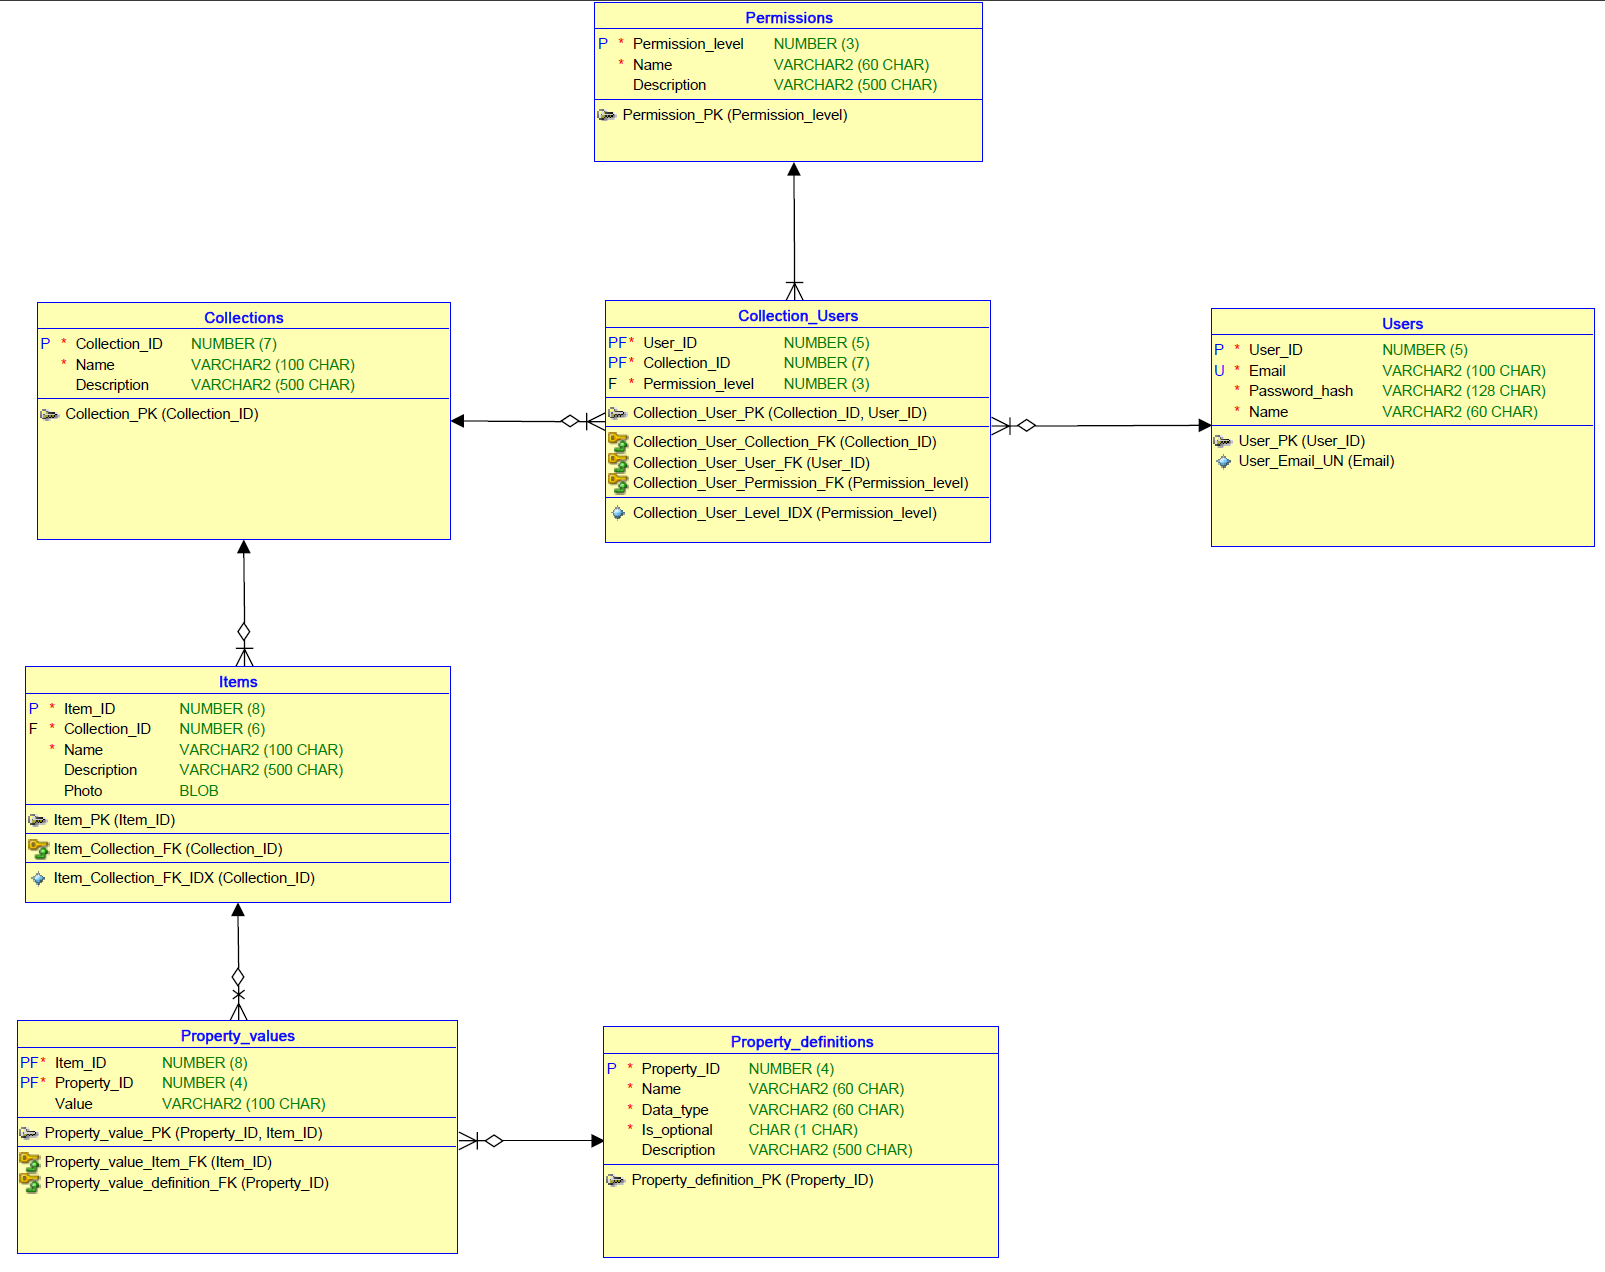 Permissions
P * Permission_level NUMBER (3)
* Name VARCHAR2 (60 CHAR)
Description VARCHAR2 (500 CHAR)
Permission_PK (Permission_level)
Collections
P * Collection_ID NUMBER (7)
* Name VARCHAR2 (100 CHAR)
Description VARCHAR2 (500 CHAR)
Collection_PK (Collection_ID)
Collection_Users
PF* User_ID NUMBER (5)
PF* Collection_ID NUMBER (7)
F * Permission_level NUMBER (3)
Collection_User_PK (Collection_ID, User_ID)
Collection_User_Collection_FK (Collection_ID)
Collection_User_User_FK (User_ID)
Collection_User_Permission_FK (Permission_level)
Collection_User_Level_IDX (Permission_level)
Users
P * User_ID NUMBER (5)
U * Email VARCHAR2 (100 CHAR)
* Password_hash VARCHAR2 (128 CHAR)
* Name VARCHAR2 (60 CHAR)
User_PK (User_ID)
User_Email_UN (Email)
Items
P * Item_ID NUMBER (8)
F * Collection_ID NUMBER (6)
* Name VARCHAR2 (100 CHAR)
Description VARCHAR2 (500 CHAR)
Photo BLOB
Item_PK (Item_ID)
Item_Collection_FK (Collection_ID)
Item_Collection_FK_IDX (Collection_ID)
Property_values
PF* Item_ID NUMBER (8)
PF* Property_ID NUMBER (4)
Value VARCHAR2 (100 CHAR)
Property_value_PK (Property_ID, Item_ID)
Property_value_Item_FK (Item_ID)
Property_value_definition_FK (Property_ID)
Property_definitions
P * Property_ID NUMBER (4)
* Name VARCHAR2 (60 CHAR)
* Data_type VARCHAR2 (60 CHAR)
* Is_optional CHAR (1 CHAR)
Description VARCHAR2 (500 CHAR)
Property_definition_PK (Property_ID)